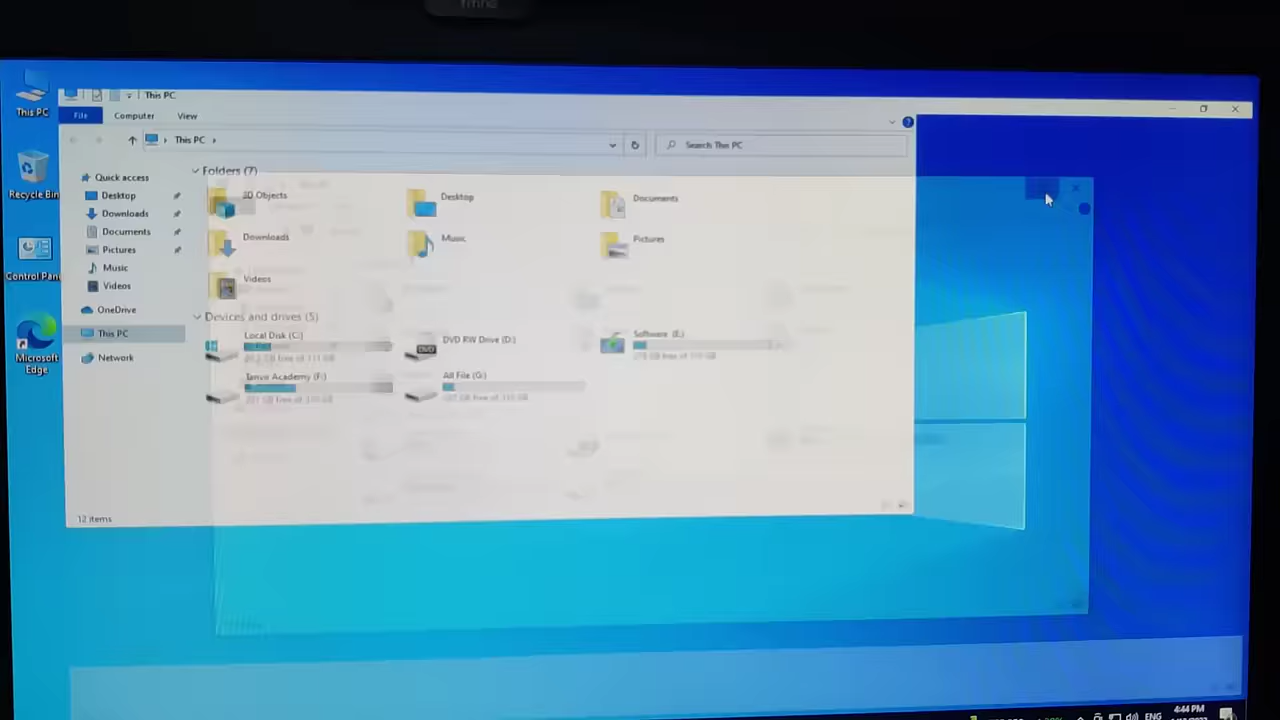 This PC
File Computer View
This PC
Search This PC
This PC
Recycle Bin
Control Pan
Microsoft
Edge
Quick access
Desktop
Downloads
Documents
Pictures
Music
Videos
OneDrive
This PC
Network
Folders (7)
3D Objects
Desktop
Documents
Downloads
Music
Pictures
Videos
Devices and drives (5)
Local Disk (C:)
DVD RW Drive (D:)
DVD
Software (E:)
Tanvir Academy (F:)
All File (G:)
12 items
ENG
4:44 PM